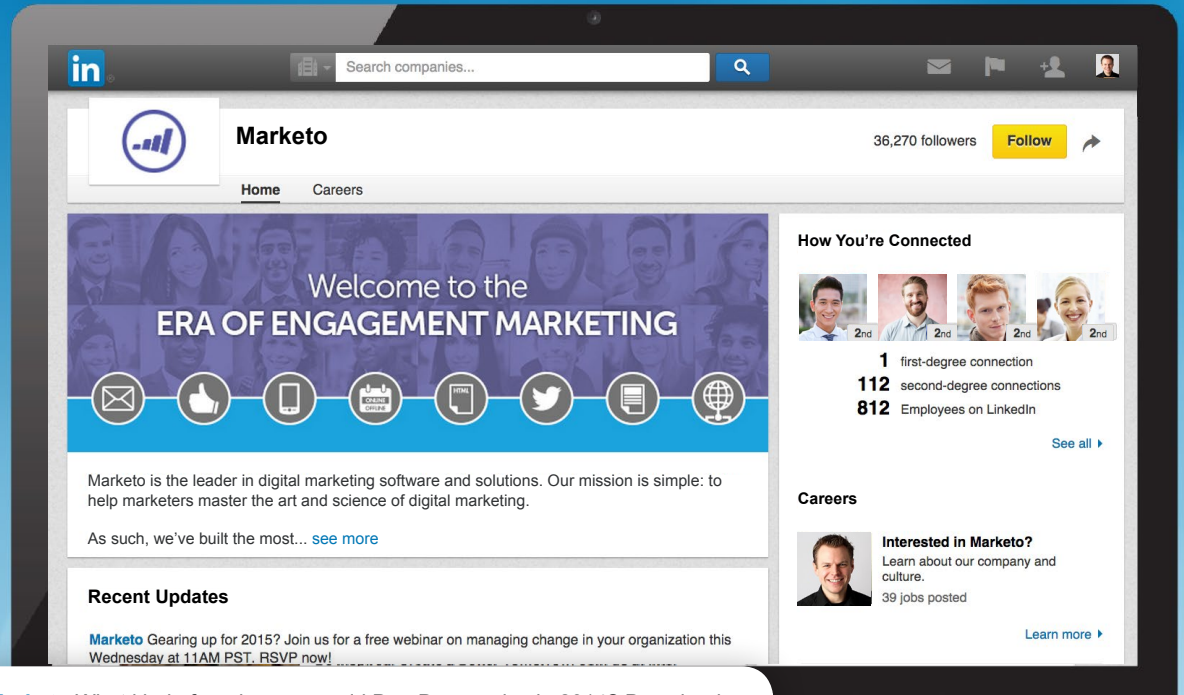 in
Search companies...
Marketo
36,270 followers
Follow
Home
Careers
Welcome to the
ERA OF ENGAGEMENT MARKETING
HTML
ONLINE
OFFLINE
Marketo is the leader in digital marketing software and solutions. Our mission is simple: to
help marketers master the art and science of digital marketing.
As such, we've built the most... see more
Recent Updates
Marketo Gearing up for 2015? Join us for a free webinar on managing change in your organization this
Wednesday at 11AM PST. RSVP now!
How You're Connected
2nd
2nd
2nd
2nd
1 first-degree connection
112 second-degree connections
812 Employees on LinkedIn
See all
Careers
Interested in Marketo?
Learn about our company and
culture.
39 jobs posted
Learn more